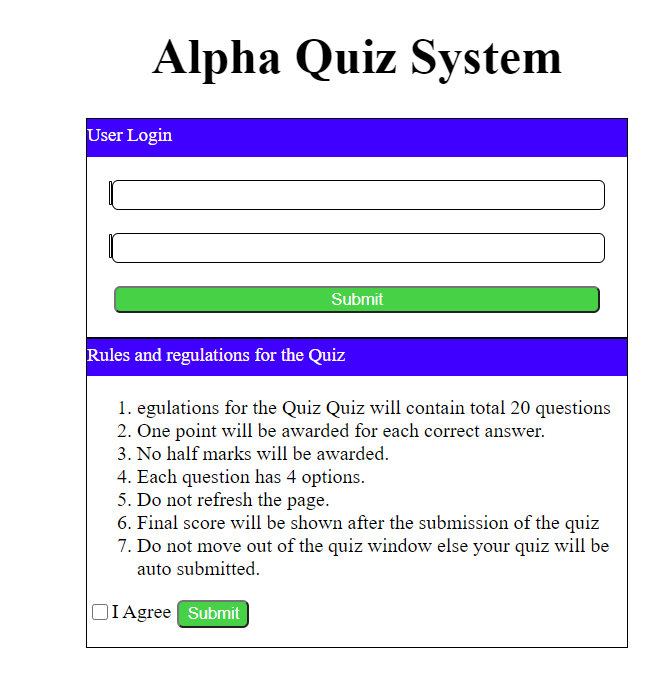 Alpha Quiz System
User Login
Submit
Rules and regulations for the Quiz
1. egulations for the Quiz Quiz will contain total 20 questions
2. One point will be awarded for each correct answer.
3. No half marks will be awarded.
4. Each question has 4 options.
5. Do not refresh the page.
6. Final score will be shown after the submission of the quiz
7. Do not move out of the quiz window else your quiz will be
auto submitted.
I Agree Submit